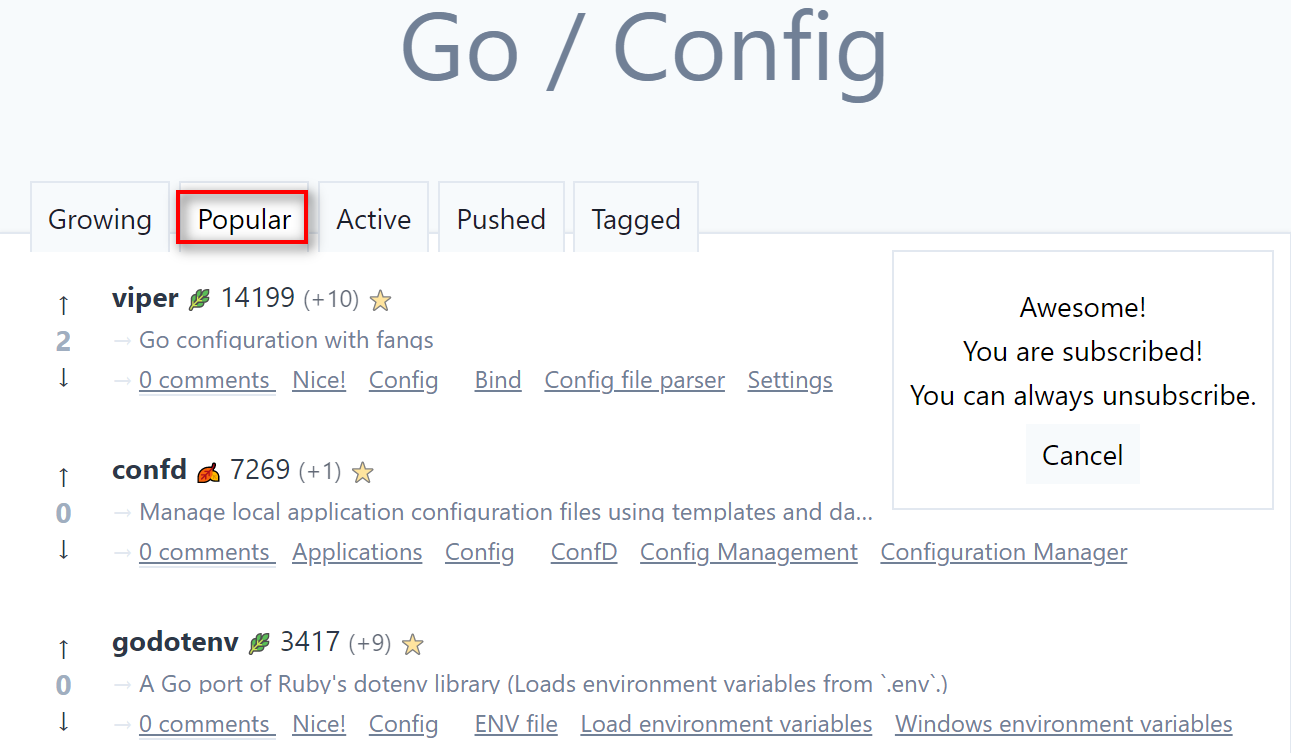 Go / Config
Growing Popular Active Pushed Tagged
viper 14199 (+10)
2
→ Go configuration with fangs
→ 0 comments Nice! Config Bind Config file parser Settings
Awesome!
You are subscribed!
You can always unsubscribe.
Cancel
confd 7269 (+1)
0
→ Manage local application configuration files using templates and da...
→ 0 comments Applications Config ConfD Config Management Configuration Manager
godotenv 3417 (+9)
0
→ A Go port of Ruby's dotenv library (Loads environment variables from `.env`.)
→ 0 comments Nice! Config ENV file Load environment variables Windows environment variables